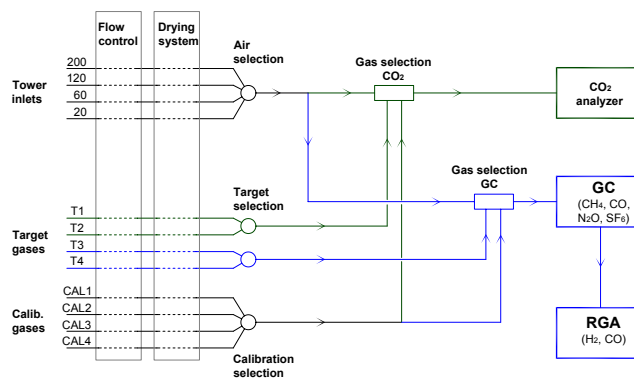 Flow
control
Drying
system
Air
selection
Tower
inlets
200
120
60
20
Gas selection
CO₂
CO₂
analyzer
Gas selection
GC
GC
(CH₄, CO,
N₂O, SF₆)
Target
selection
Target
gases
T1
T2
T3
T4
Calib.
gases
CAL1
CAL2
CAL3
CAL4
Calibration
selection
RGA
(H₂, CO)